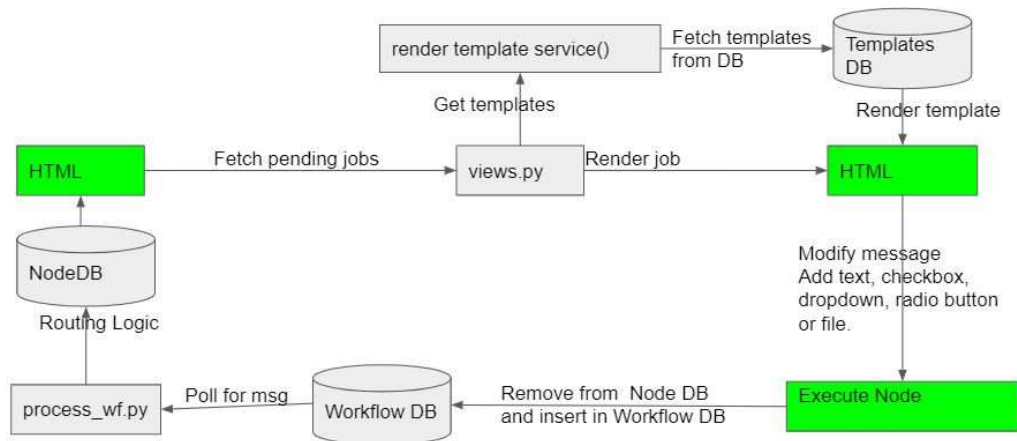 render template service()
Fetch templates
from DB
Templates
DB
Get templates
Render template
HTML
Fetch pending jobs
views.py
Render job
HTML
NodeDB
Modify message
Add text, checkbox,
dropdown, radio button
or file.
Routing Logic
process_wf.py
Poll for msg
Workflow DB
Remove from Node DB
and insert in Workflow DB
Execute Node